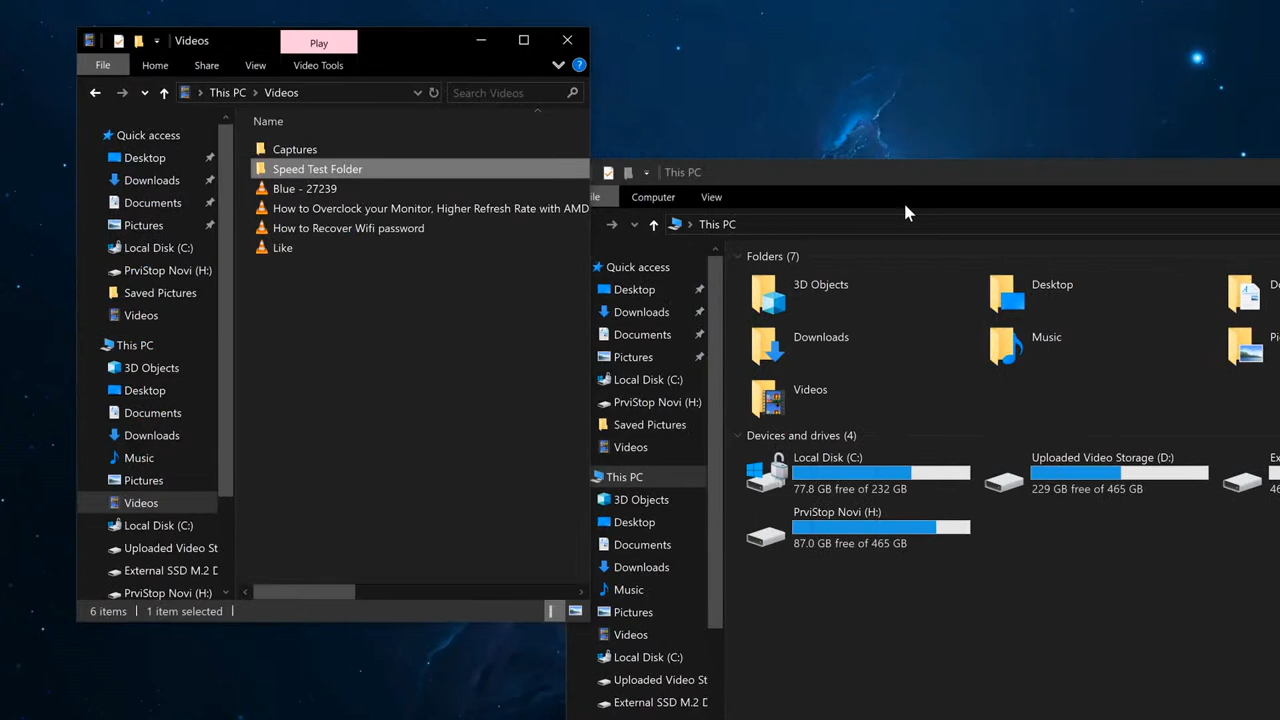 Videos
Play
File
Home
Share
View
Video Tools
This PC
Videos
Search Videos
Quick access
Desktop
Downloads
Documents
Pictures
Local Disk (C:)
PrviStop Novi (H:)
Saved Pictures
Videos
This PC
3D Objects
Desktop
Documents
Downloads
Music
Pictures
Videos
Local Disk (C:)
Uploaded Video St
External SSD M.2 D
PrviStop Novi (H:)
Name
Captures
Speed Test Folder
Blue - 27239
How to Overclock your Monitor, Higher Refresh Rate with AMD
How to Recover Wifi password
Like
6 items
1 item selected
This PC
ile
Computer
View
This PC
Quick access
Desktop
Downloads
Documents
Pictures
Local Disk (C:)
PrviStop Novi (H:)
Saved Pictures
Videos
This PC
3D Objects
Desktop
Documents
Downloads
Music
Pictures
Videos
Local Disk (C:)
Uploaded Video St
External SSD M.2 D
Folders (7)
3D Objects
Desktop
Downloads
Music
Videos
Devices and drives (4)
Local Disk (C:)
77.8 GB free of 232 GB
Uploaded Video Storage (D:)
229 GB free of 465 GB
PrviStop Novi (H:)
87.0 GB free of 465 GB